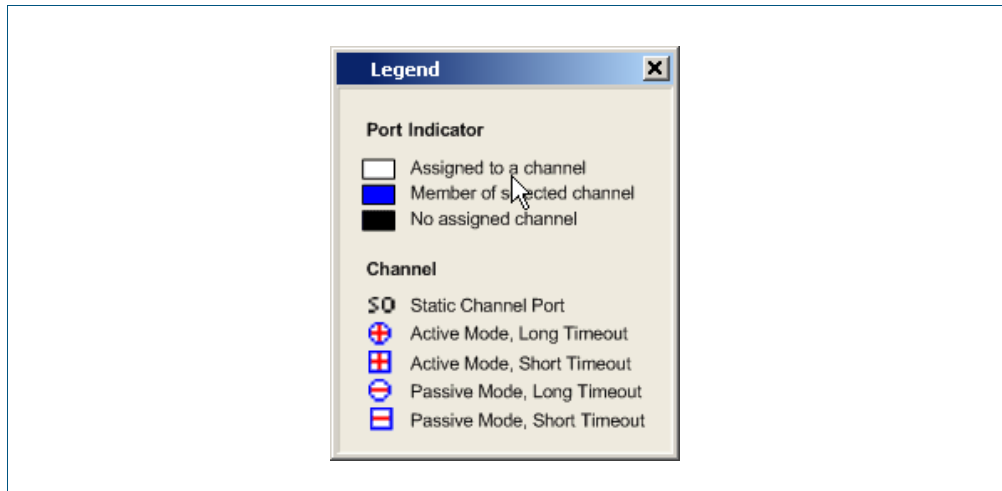 Legend
Port Indicator
Assigned to a channel
Member of selected channel
No assigned channel
Channel
SO Static Channel Port
Active Mode, Long Timeout
Active Mode, Short Timeout
Passive Mode, Long Timeout
Passive Mode, Short Timeout